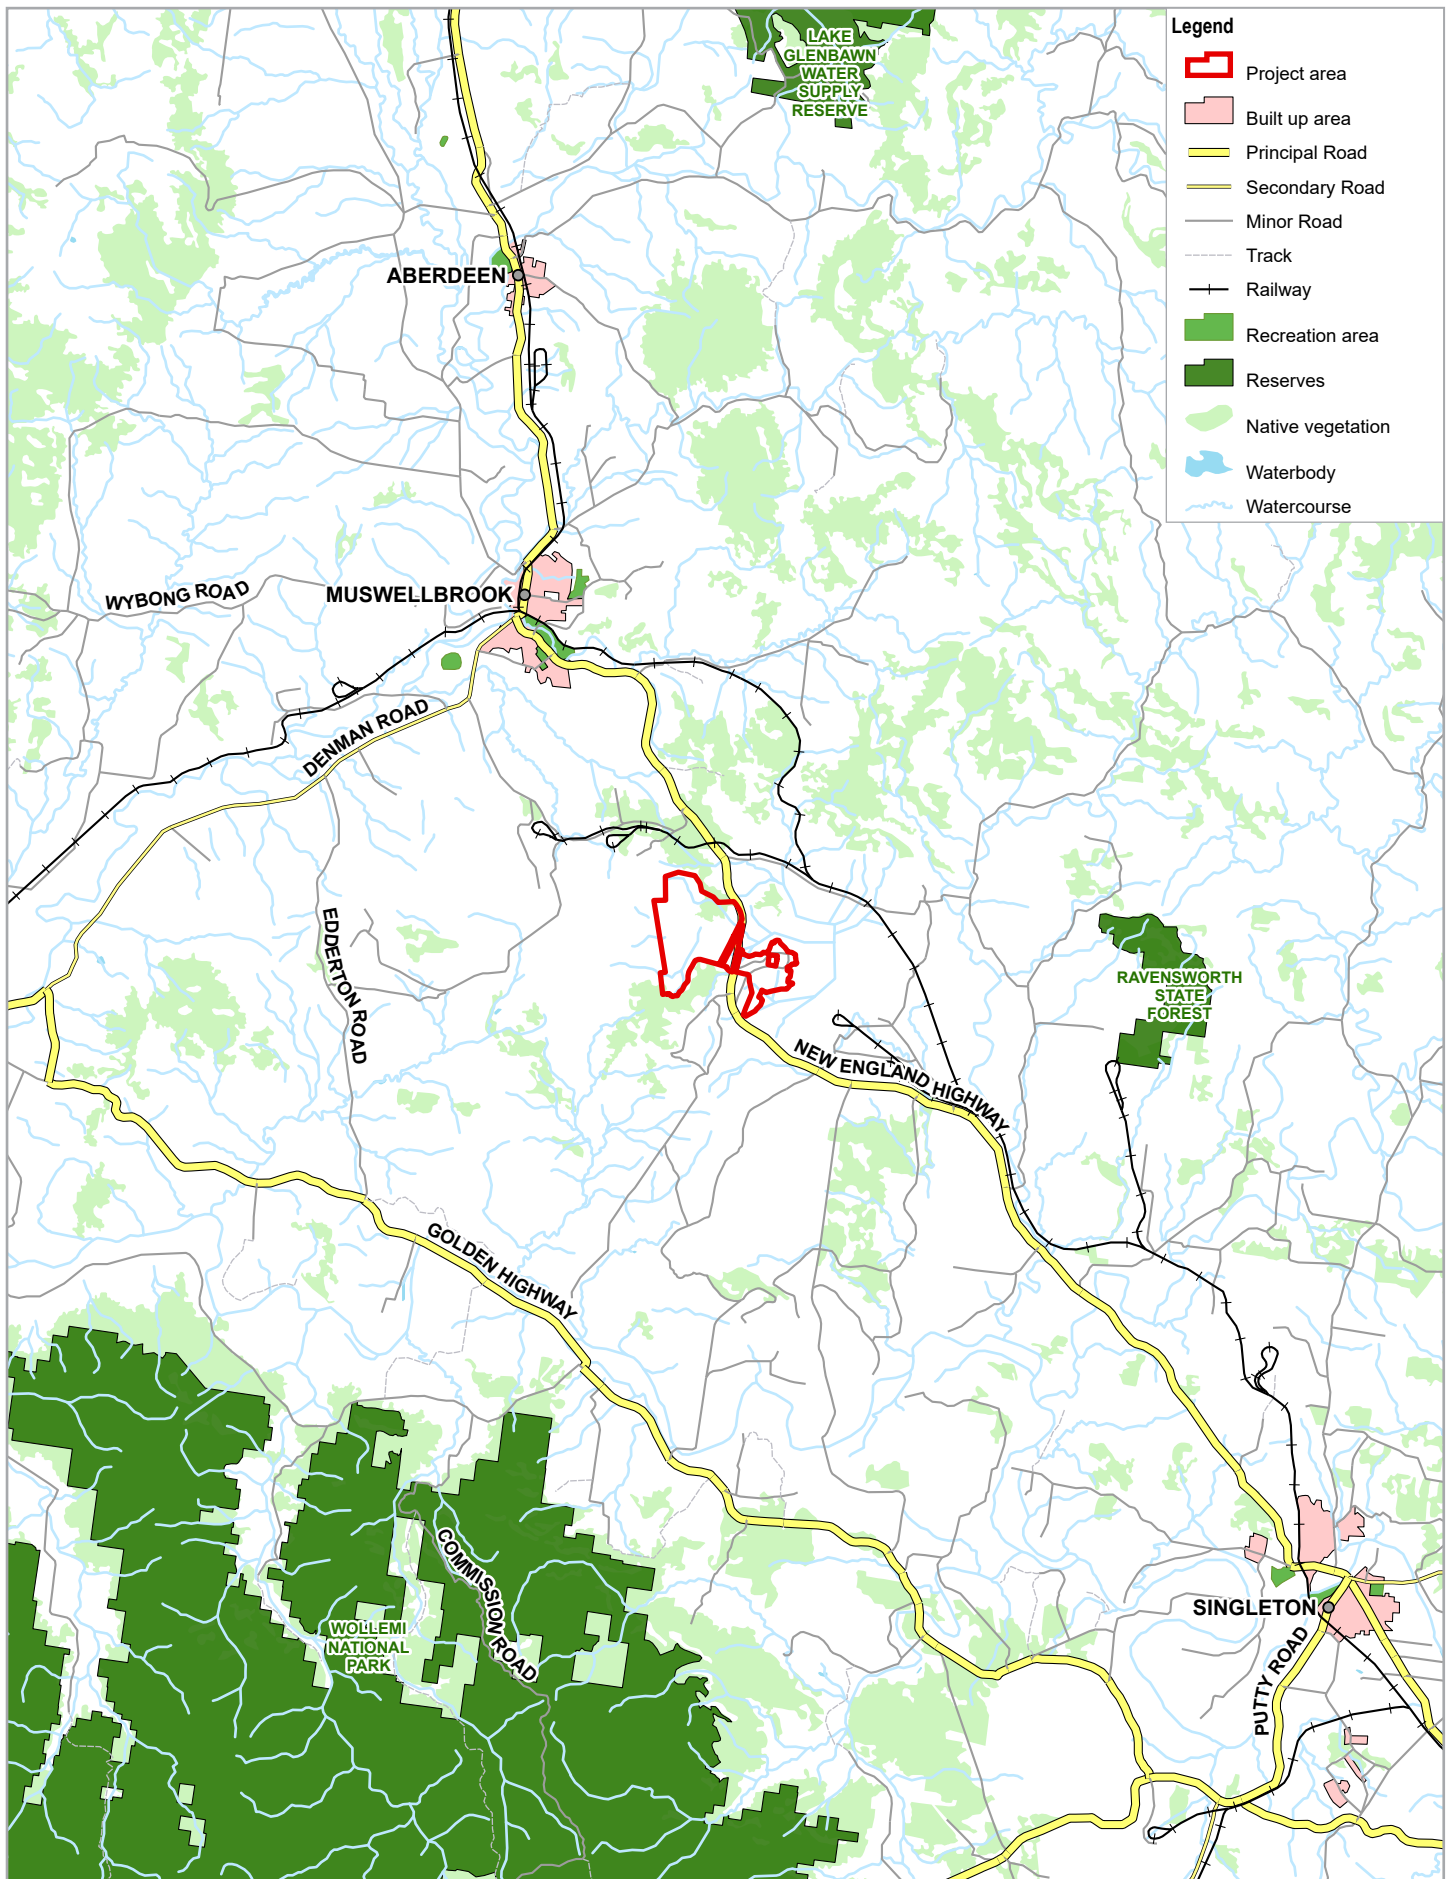 LAKE
GLENBAWN
WATER
SUPPLY
RESERVE
Legend
Project area
Built up area
Principal Road
Secondary Road
Minor Road
Track
Railway
Recreation area
Reserves
Native vegetation
Waterbody
Watercourse
ABERDEEN
WYBONG ROAD
MUSWELLBROOK
DENMAN ROAD
EDDERTON ROAD
RAVENSWORTH
STATE
FOREST
NEW ENGLAND HIGHWAY
GOLDEN HIGHWAY
COMMISSION ROAD
WOLLEMI
NATIONAL
PARK
SINGLETON
PUTTY ROAD